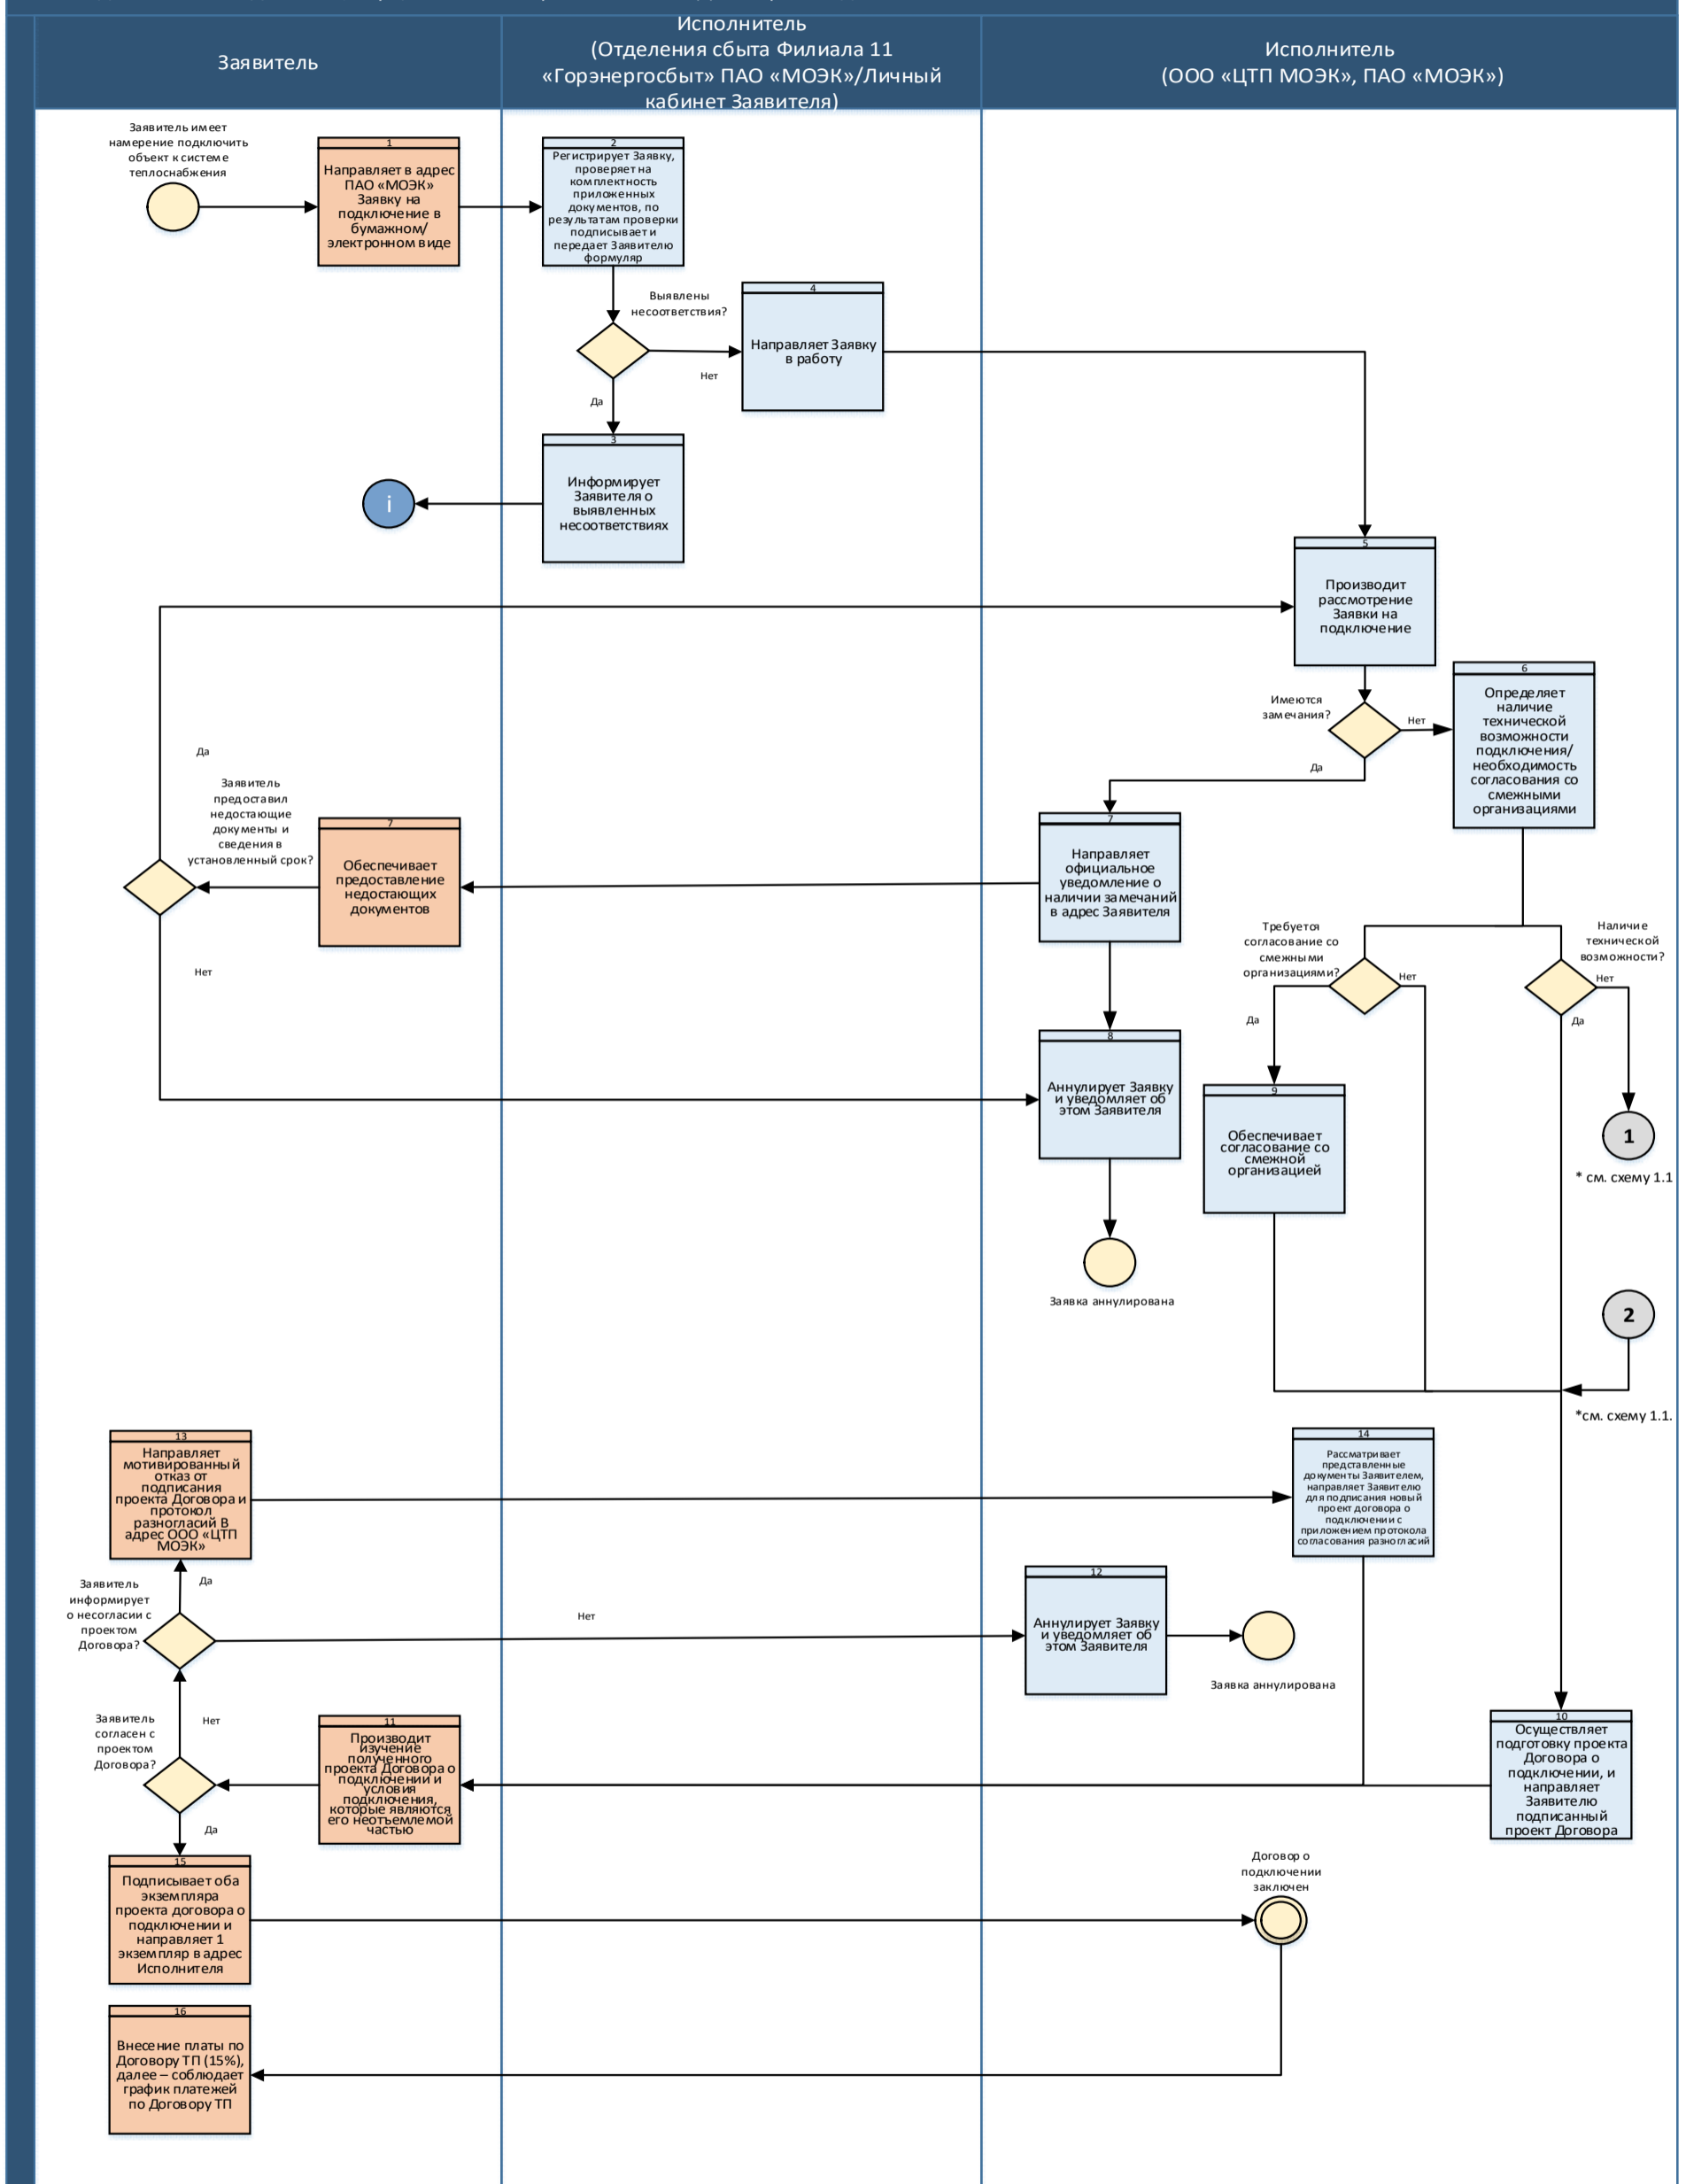 Заявитель
Исполнитель
(Отделения сбыта Филиала 11
«Горэнергосбыт» ПАО «МОЭК»/Личный
кабинет Заявителя)
Исполнитель
(ООО «ЦТП МОЭК», ПАО «МОЭК»)
Заявитель имеет
намерение подключить
объект к системе
теплоснабжения
1
Направляет в адрес
ПАО «МОЭК»
Заявку на
подключение в
бумажном/
электронном виде
2
Регистрирует Заявку,
проверяет на
комплектность
приложенных
документов, по
результатам проверки
подписывает и
передает Заявителю
формуляр
Выявлены
несоответствия?
Нет
Да
4
Направляет Заявку
в работу
3
Информирует
Заявителя о
выявленных
несоответствиях
i
5
Производит
рассмотрение
Заявки на
подключение
Имеются
замечания?
Нет
Да
6
Определяет
наличие
технической
возможности
подключения/
необходимость
согласования со
смежными
организациями
Да
Заявитель
предоставил
недостающие
документы и
сведения в
установленный срок?
Нет
7
Обеспечивает
предоставление
недостающих
документов
7
Направляет
официальное
уведомление о
наличии замечаний
в адрес Заявителя
Требуется
согласование со
смежными
организациями?
Нет
Да
Наличие
технической
возможности?
Нет
Да
8
Аннулирует Заявку
и уведомляет об
этом Заявителя
9
Обеспечивает
согласование со
смежной
организацией
1
* см. схему 1.1
Заявка аннулирована
2
*см. схему 1.1.
13
Направляет
мотивированный
отказ от
подписания
проекта Договора и
протокол
разногласий В
адрес ООО «ЦТП
МОЭК»
14
Рассматривает
представленные
документы Заявителем,
направляет Заявителю
для подписания новый
проект договора о
подключении с
приложением протокола
согласования разногласий
Заявитель
информирует
о несогласии с
проектом
Договора?
Да
Нет
12
Аннулирует Заявку
и уведомляет об
этом Заявителя
Заявка аннулирована
Заявитель
согласен с
проектом
Договора?
Нет
Да
11
Производит
изучение
полученного
проекта Договора о
подключении и
условия
подключения,
которые являются
его неотъемлемой
частью
10
Осуществляет
подготовку проекта
Договора о
подключении, и
направляет
Заявителю
подписанный
проект Договора
15
Подписывает оба
экземпляра
проекта договора о
подключении и
направляет 1
экземпляр в адрес
Исполнителя
Договор о
подключении
заключен
16
Внесение платы по
Договору ТП (15%),
далее – соблюдает
график платежей
по Договору ТП